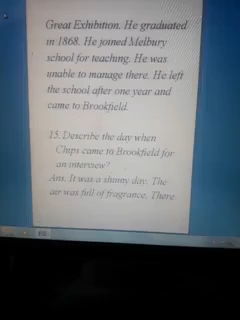 Great Exhibition. He graduated
in 1868. He joined Melbury
school for teaching. He was
unable to manage there. He left
the school after one year and
came to Brookfield.
15. Describe the day when
Chips came to Brookfield for
an interview?
Ans. It was a shinny day. The
aer was full of fragrance. There